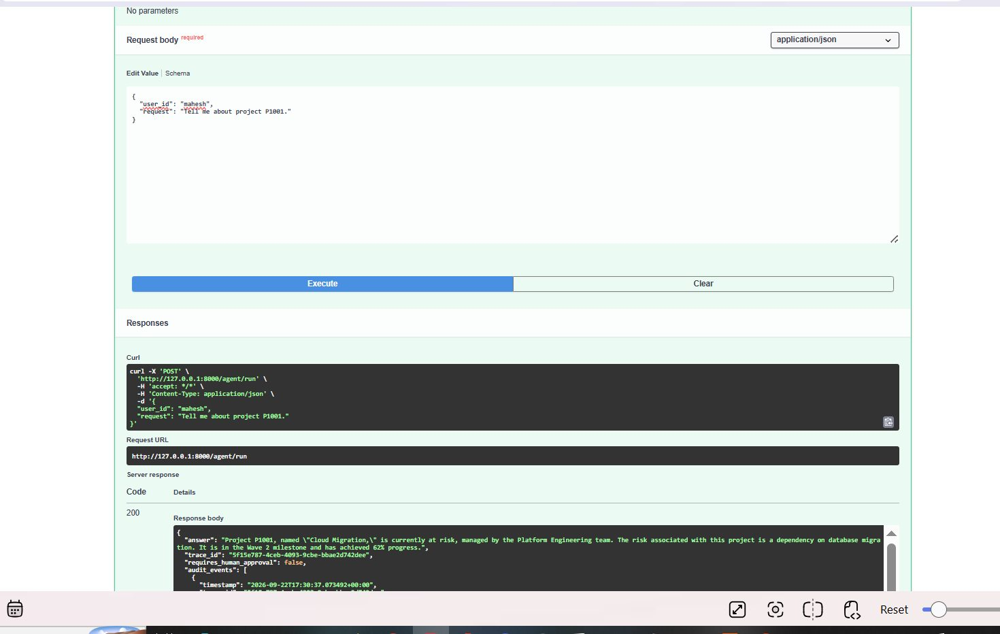 No parameters
Request body required
application/json
Edit Value | Schema
{
  "user_id": "mahesh",
  "request": "Tell me about project P1001."
}
Execute
Clear
Responses
Curl
curl -X 'POST' \
  'http://127.0.0.1:8000/agent/run' \
  -H 'accept: */*' \
  -H 'Content-Type: application/json' \
  -d '{
  "user_id": "mahesh",
  "request": "Tell me about project P1001."
}'
Request URL
http://127.0.0.1:8000/agent/run
Server response
Code Details
200
Response body
{
  "answer": "Project P1001, named \"Cloud Migration,\" is currently at risk, managed by the Platform Engineering team. The risk associated with this project is a dependency on database migra
tion. It is in the Wave 2 milestone and has achieved 62% progress.",
  "trace_id": "5f15e787-4ceb-4093-9cbe-bbae2d742dee",
  "requires_human_approval": false,
  "audit_events": [
    {
      "timestamp": "2026-09-22T17:30:37.073492+00:00",
Reset